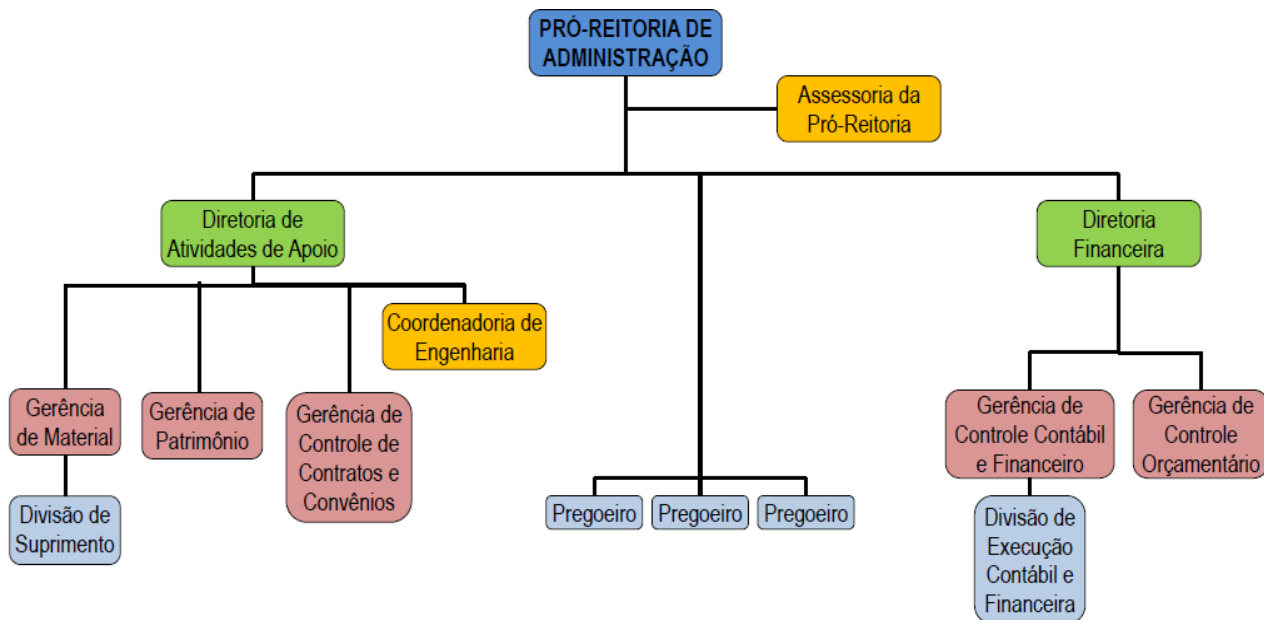 PRÓ-REITORIA DE
ADMINISTRAÇÃO
Assessoria da
Pró-Reitoria
Diretoria de
Atividades de Apoio
Diretoria
Financeira
Coordenadoria de
Engenharia
Gerência
de Material
Gerência de
Patrimônio
Gerência de
Controle de
Contratos e
Convênios
Gerência de
Controle Contábil
e Financeiro
Gerência de
Controle
Orçamentário
Divisão de
Suprimento
Pregoeiro
Pregoeiro
Pregoeiro
Divisão de
Execução
Contábil e
Financeira